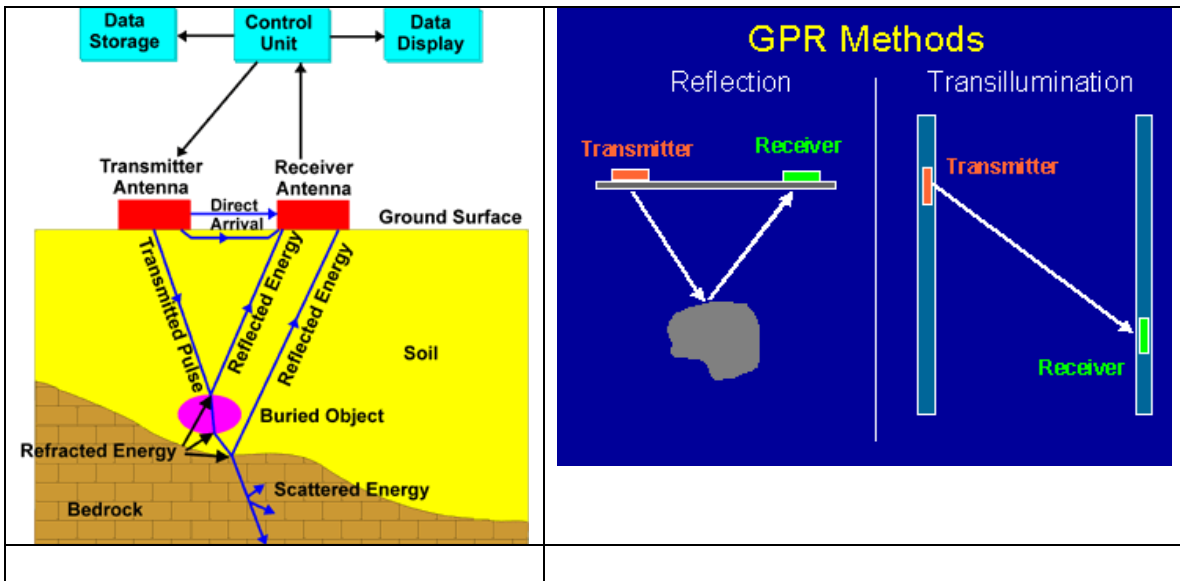 Data
Storage
Control
Unit
Data
Display
Transmitter
Antenna
Receiver
Antenna
Direct
Arrival
Ground Surface
Transmitted Pulse
Reflected Energy
Reflected Energy
Soil
Buried Object
Refracted Energy
Scattered Energy
Bedrock
GPR Methods
Reflection
Transillumination
Transmitter
Receiver
Transmitter
Receiver